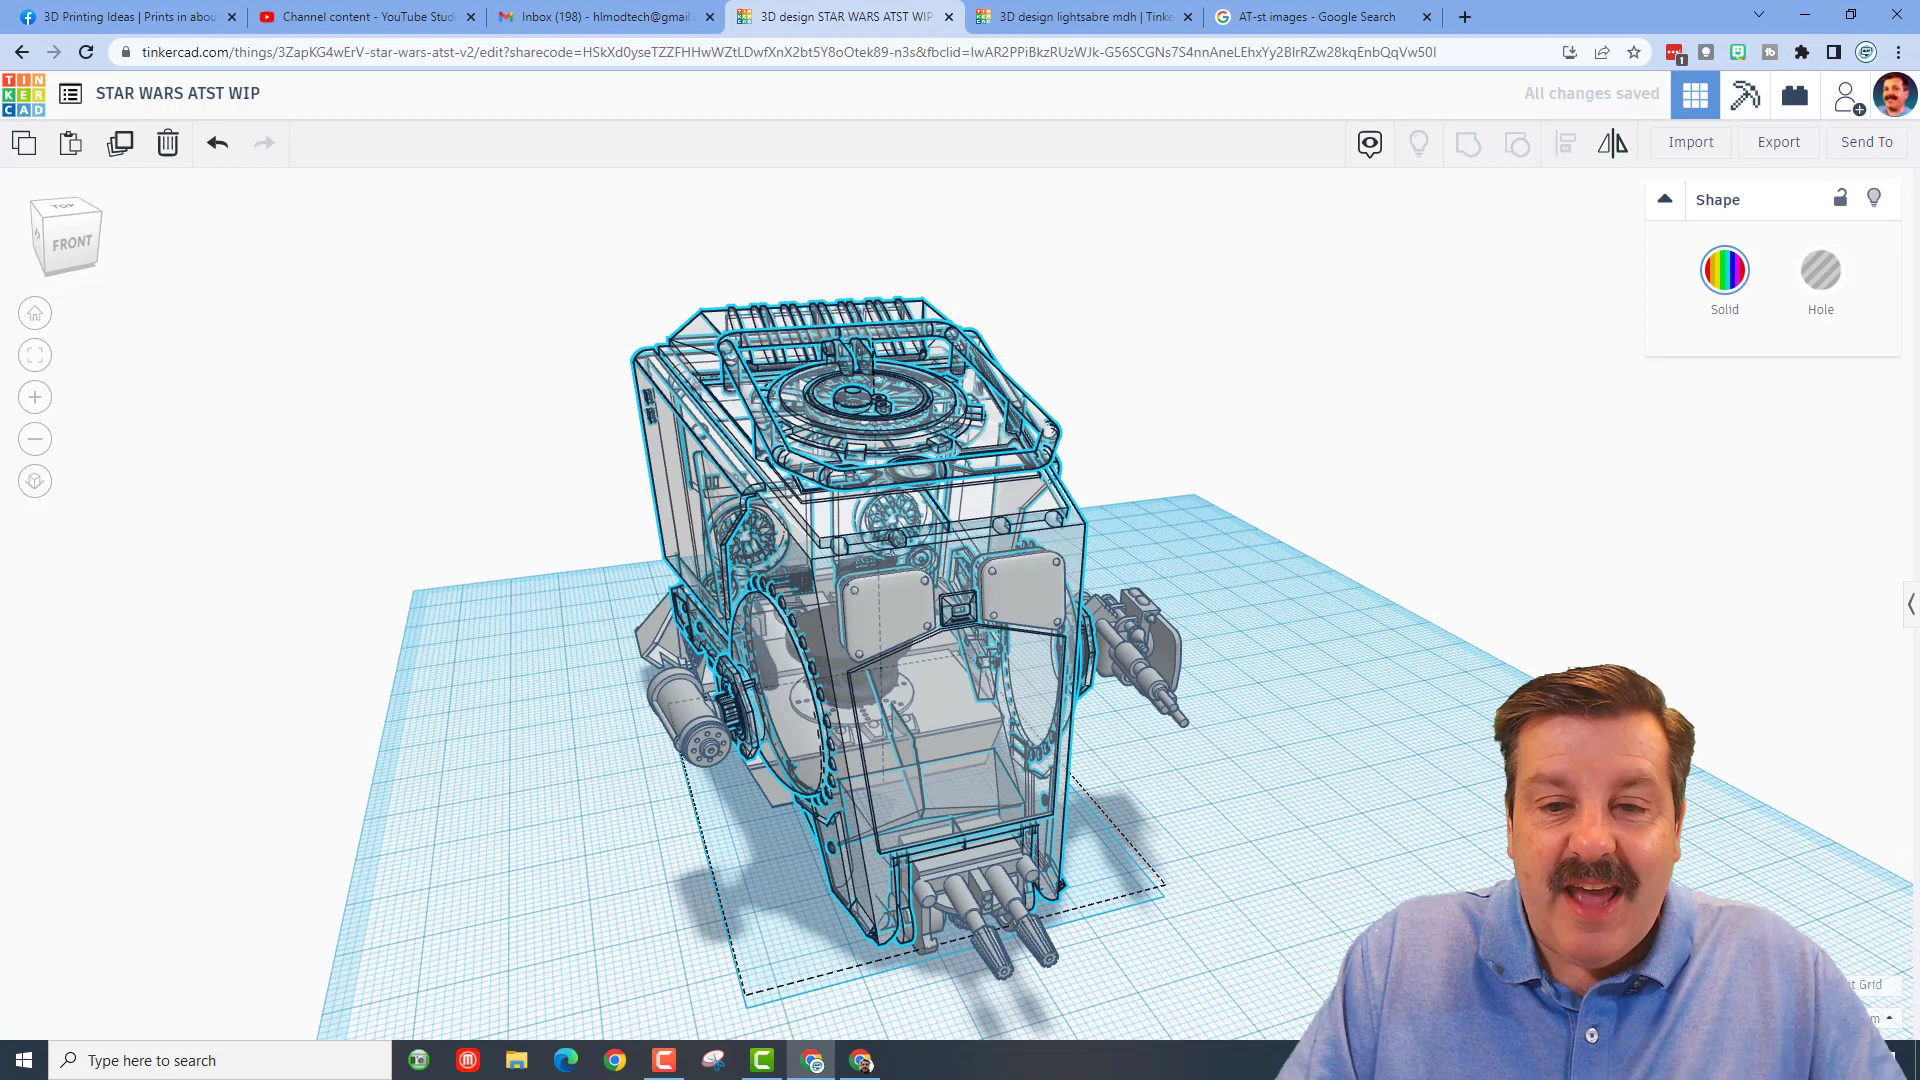 3D Printing Ideas | Prints in abou
Channel content - YouTube Stud
Inbox (198) - hlmodtech@gmail.
3D design STAR WARS ATST WIP
3D design lightsabre mdh | Tinke
AT-st images - Google Search
tinkercad.com/things/3ZapKG4wErV-star-wars-atst-v2/edit?sharecode=HSkXd0yseTZZFHHwWZtLDwfXnX2bt5Y8oOtek89-n3s&fbclid=IwAR2PPiBkzRUzWJk-G56SCGNs7S4nnAneLEhxYy2BlrRZw28kqEnbQqVw50I
1
TIN
KER
CAD
STAR WARS ATST WIP
All changes saved
Import
Export
Send To
TOP
FRONT
Shape
Solid
Hole
t Grid
m
Type here to search